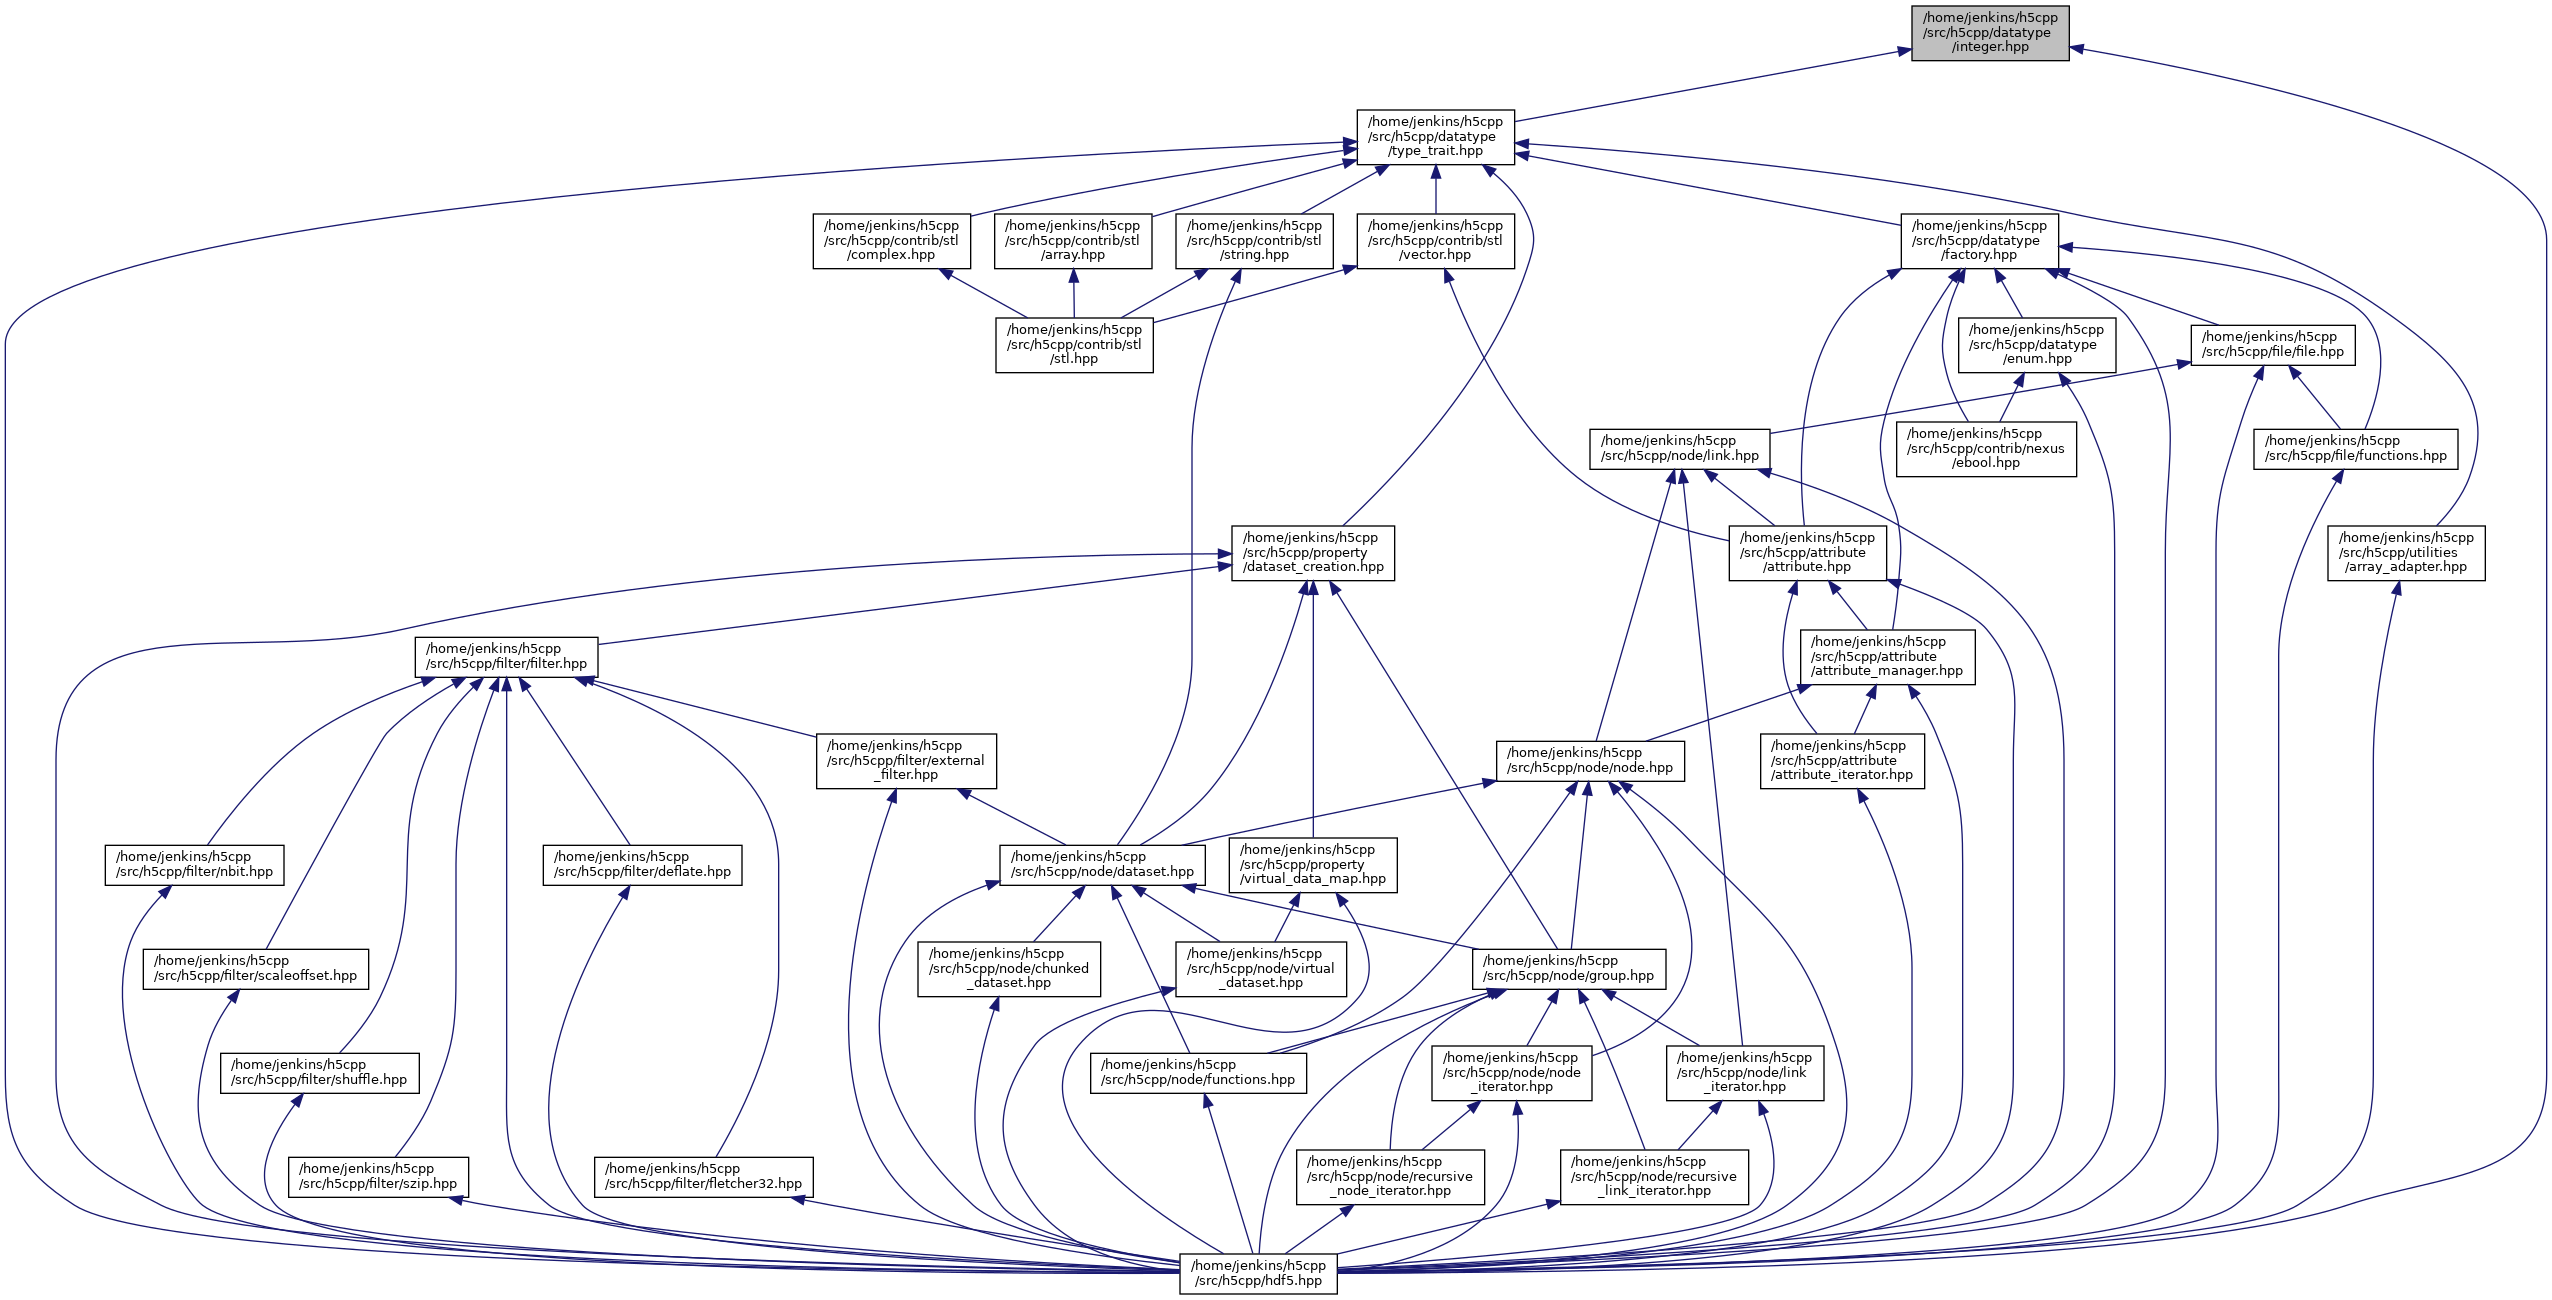 /home/jenkins/h5cpp
/src/h5cpp/datatype
/integer.hpp
/home/jenkins/h5cpp
/src/h5cpp/datatype
/type_trait.hpp
/home/jenkins/h5cpp
/src/h5cpp/contrib/stl
/complex.hpp
/home/jenkins/h5cpp
/src/h5cpp/contrib/stl
/array.hpp
/home/jenkins/h5cpp
/src/h5cpp/contrib/stl
/string.hpp
/home/jenkins/h5cpp
/src/h5cpp/contrib/stl
/vector.hpp
/home/jenkins/h5cpp
/src/h5cpp/datatype
/factory.hpp
/home/jenkins/h5cpp
/src/h5cpp/contrib/stl
/stl.hpp
/home/jenkins/h5cpp
/src/h5cpp/datatype
/enum.hpp
/home/jenkins/h5cpp
/src/h5cpp/file/file.hpp
/home/jenkins/h5cpp
/src/h5cpp/node/link.hpp
/home/jenkins/h5cpp
/src/h5cpp/contrib/nexus
/ebool.hpp
/home/jenkins/h5cpp
/src/h5cpp/file/functions.hpp
/home/jenkins/h5cpp
/src/h5cpp/property
/dataset_creation.hpp
/home/jenkins/h5cpp
/src/h5cpp/attribute
/attribute.hpp
/home/jenkins/h5cpp
/src/h5cpp/utilities
/array_adapter.hpp
/home/jenkins/h5cpp
/src/h5cpp/filter/filter.hpp
/home/jenkins/h5cpp
/src/h5cpp/attribute
/attribute_manager.hpp
/home/jenkins/h5cpp
/src/h5cpp/filter/external
_filter.hpp
/home/jenkins/h5cpp
/src/h5cpp/node/node.hpp
/home/jenkins/h5cpp
/src/h5cpp/attribute
/attribute_iterator.hpp
/home/jenkins/h5cpp
/src/h5cpp/filter/nbit.hpp
/home/jenkins/h5cpp
/src/h5cpp/filter/deflate.hpp
/home/jenkins/h5cpp
/src/h5cpp/node/dataset.hpp
/home/jenkins/h5cpp
/src/h5cpp/property
/virtual_data_map.hpp
/home/jenkins/h5cpp
/src/h5cpp/filter/scaleoffset.hpp
/home/jenkins/h5cpp
/src/h5cpp/node/chunked
_dataset.hpp
/home/jenkins/h5cpp
/src/h5cpp/node/virtual
_dataset.hpp
/home/jenkins/h5cpp
/src/h5cpp/node/group.hpp
/home/jenkins/h5cpp
/src/h5cpp/filter/shuffle.hpp
/home/jenkins/h5cpp
/src/h5cpp/node/functions.hpp
/home/jenkins/h5cpp
/src/h5cpp/node/node
_iterator.hpp
/home/jenkins/h5cpp
/src/h5cpp/node/link
_iterator.hpp
/home/jenkins/h5cpp
/src/h5cpp/filter/szip.hpp
/home/jenkins/h5cpp
/src/h5cpp/filter/fletcher32.hpp
/home/jenkins/h5cpp
/src/h5cpp/node/recursive
_node_iterator.hpp
/home/jenkins/h5cpp
/src/h5cpp/node/recursive
_link_iterator.hpp
/home/jenkins/h5cpp
/src/h5cpp/hdf5.hpp